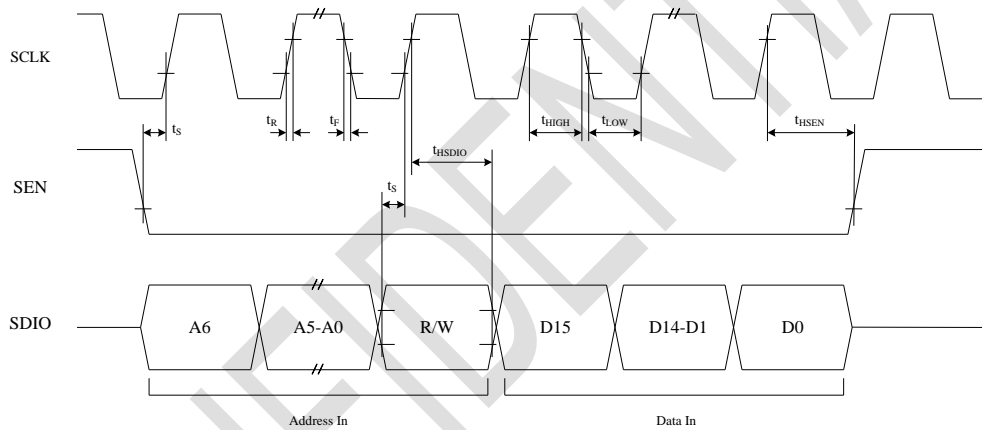 SCLK
tS
tR
tF
tHIGH
tLOW
tHSEN
tHSDIO
SEN
tS
SDIO
A6
A5-A0
R/W
D15
D14-D1
D0
Address In
Data In